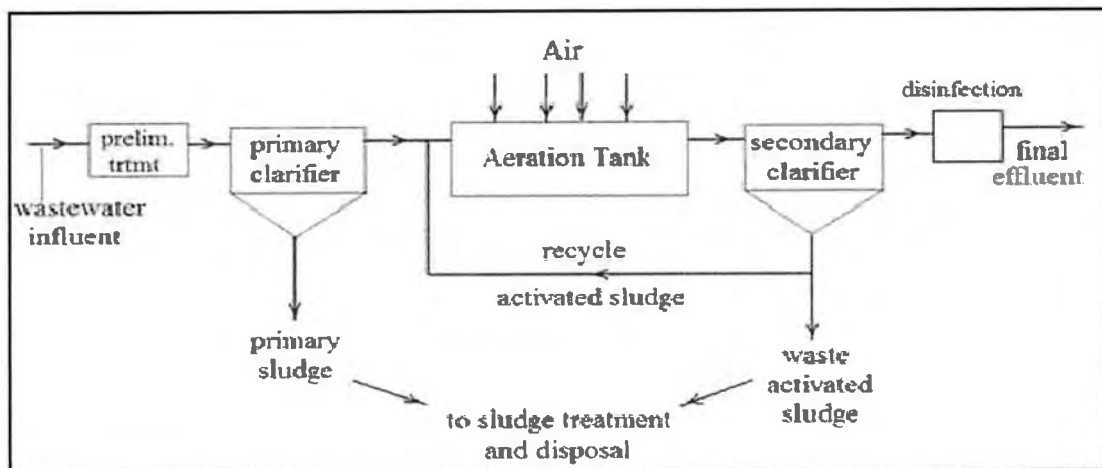 Air
disinfection
prelim.
trtmt
primary
clarifier
Aeration Tank
secondary
clarifier
final
effluent
wastewater
influent
recycle
activated sludge
primary
sludge
waste
activated
sludge
to sludge treatment
and disposal